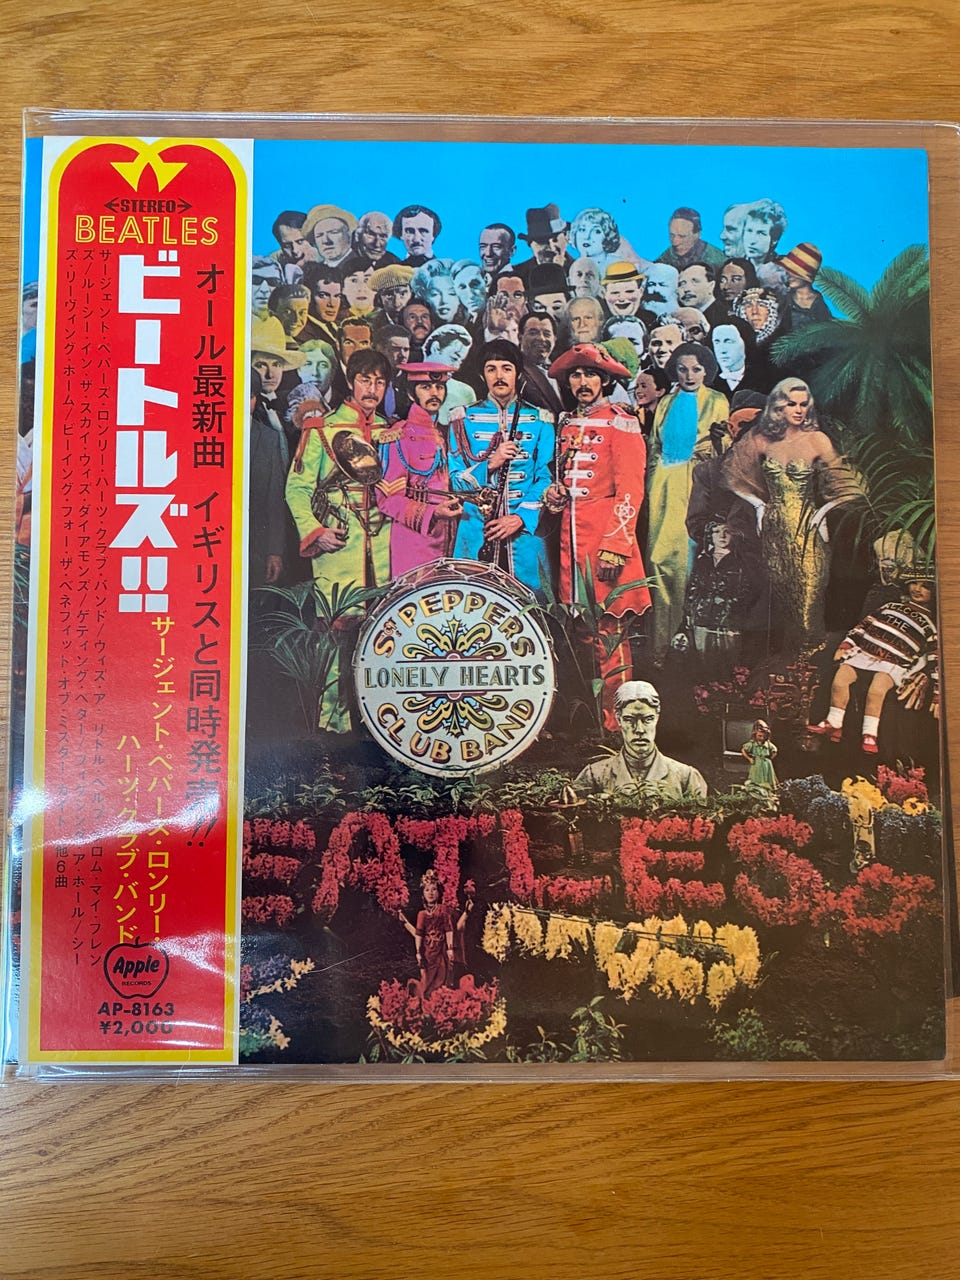 STEREO
BEATLES
オール最新曲 イギリスと同時発売!!
ビートルズ!!
サージェント・ペパーズ・ロンリー・
ハーツ・クラブ・バンド
サージェント・ペパーズ・ロンリー・ハーツ・クラブ・バンド/ウィズ・ア・リトル・ヘルプ・フロム・マイ・フレン
ズ/ルーシー・イン・ザ・スカイ・ウィズ・ダイアモンズ/ゲティング・ベター/フィクシング・ア・ホール/シー
ズ・リーヴィング・ホーム/ビーイング・フォー・ザ・ベネフィット・オブ・ミスター・カイト 他6曲
Apple
RECORDS
AP-8163
¥2,000
SGT PEPPERS
LONELY HEARTS
CLUB BAND
WELCOME
THE
BEATLES